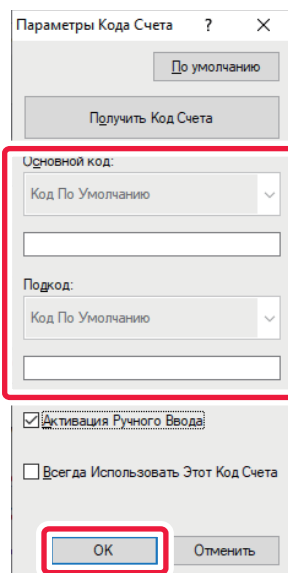 Параметры Кода Счета ?
По умолчанию
Получить Код Счета
Основной код:
Код По Умолчанию
Подкод:
Код По Умолчанию
Активация Ручного Ввода
Всегда Использовать Этот Код Счета
OK Отменить